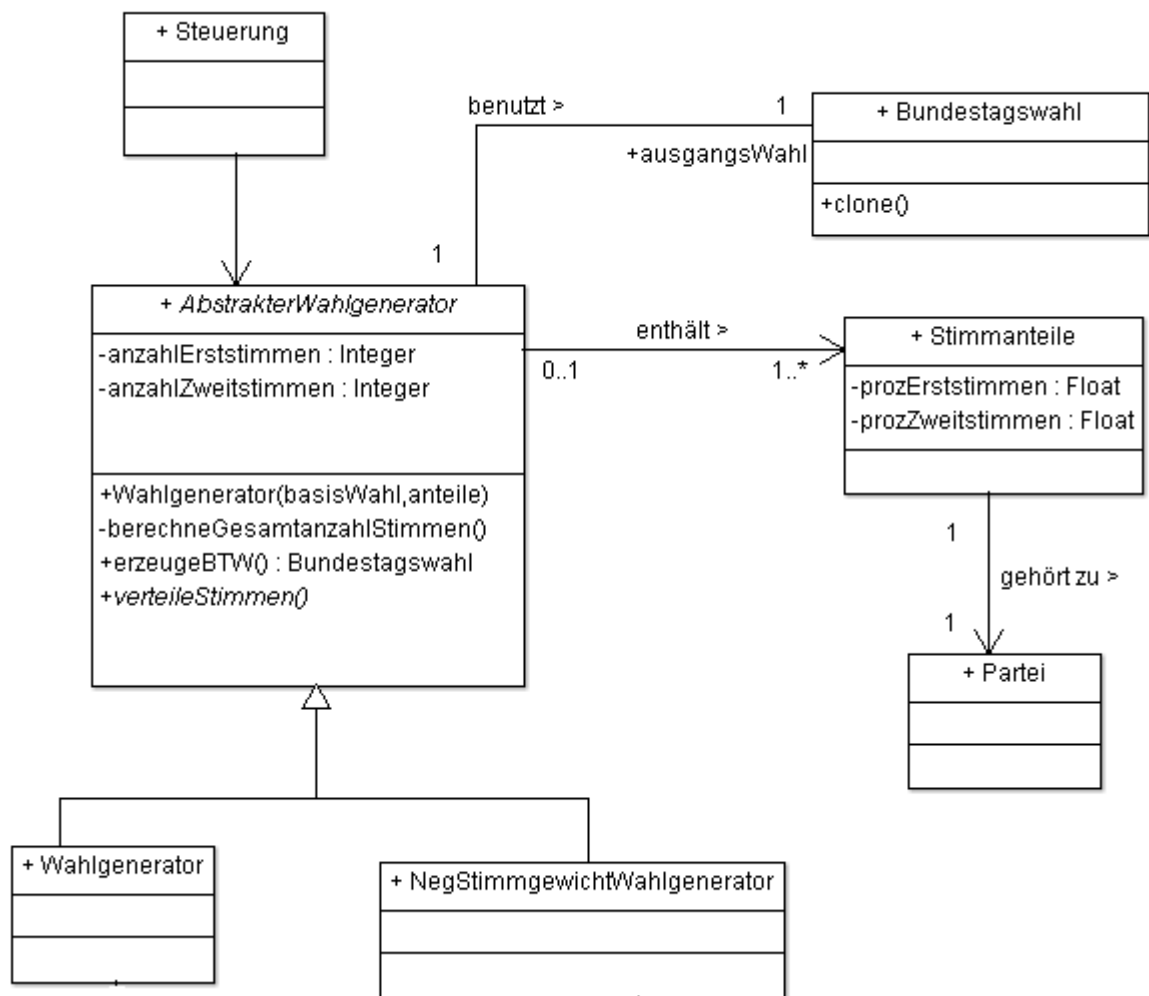 + Steuerung
benutzt >
1
+ Bundestagswahl
+ausgangsWahl
+clone()
1
+ AbstrakterWahlgenerator
-anzahlErststimmen : Integer
-anzahlZweitstimmen : Integer
+Wahlgenerator(basisWahl,anteile)
-berechneGesamtanzahlStimmen()
+erzeugeBTW() : Bundestagswahl
+verteileStimmen()
enthält >
0..1
1..*
+ Stimmanteile
-prozErststimmen : Float
-prozZweitstimmen : Float
1
gehört zu >
1
+ Partei
+ Wahlgenerator
+ NegStimmgewichtWahlgenerator